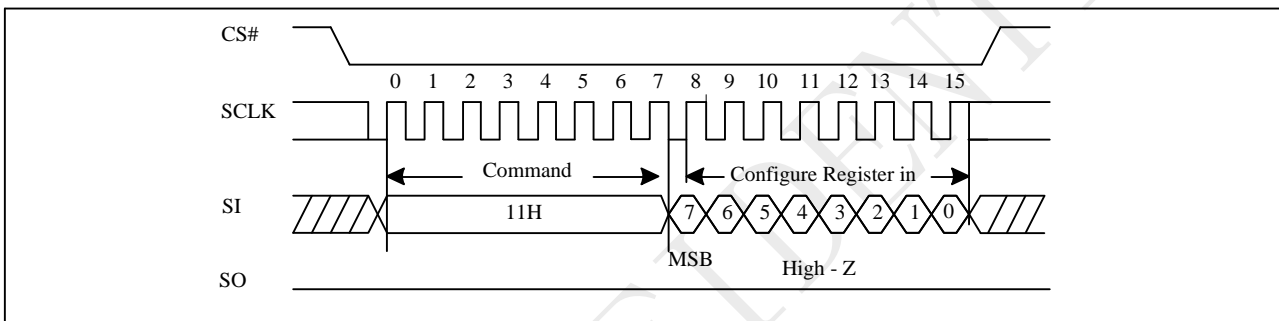 CS#
0 1 2 3 4 5 6 7 8 9 10 11 12 13 14 15
SCLK
Command
Configure Register in
SI
11H
7 6 5 4 3 2 1 0
MSB
High - Z
SO